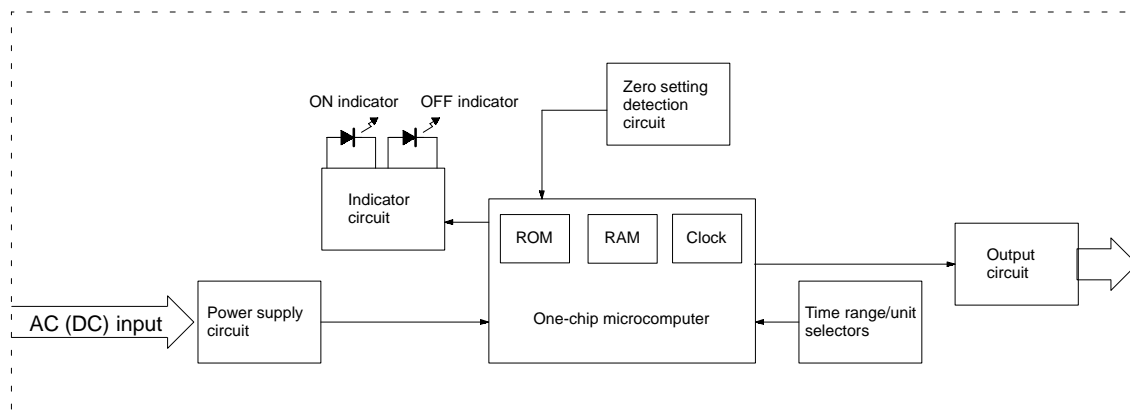 Zero setting
detection
circuit
ON indicator
OFF indicator
Indicator
circuit
ROM
RAM
Clock
One-chip microcomputer
Output
circuit
AC (DC) input
Power supply
circuit
Time range/unit
selectors